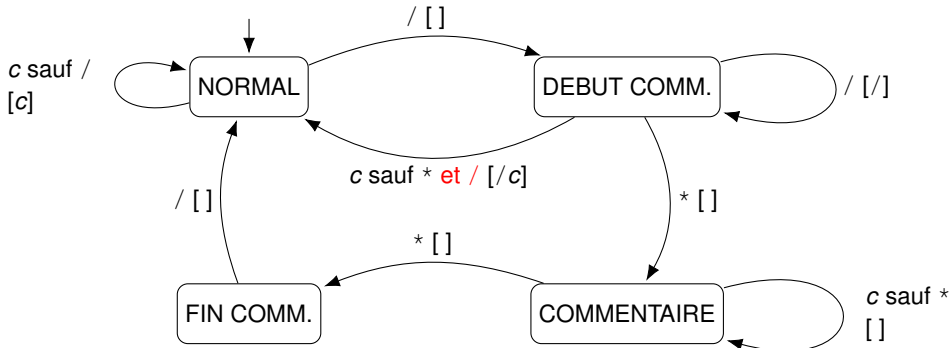 / [ ]
c sauf /
[c]
NORMAL
DEBUT COMM.
/ [/]
c sauf * et / [/c]
/ [ ]
* [ ]
* [ ]
FIN COMM.
COMMENTAIRE
c sauf *
[ ]